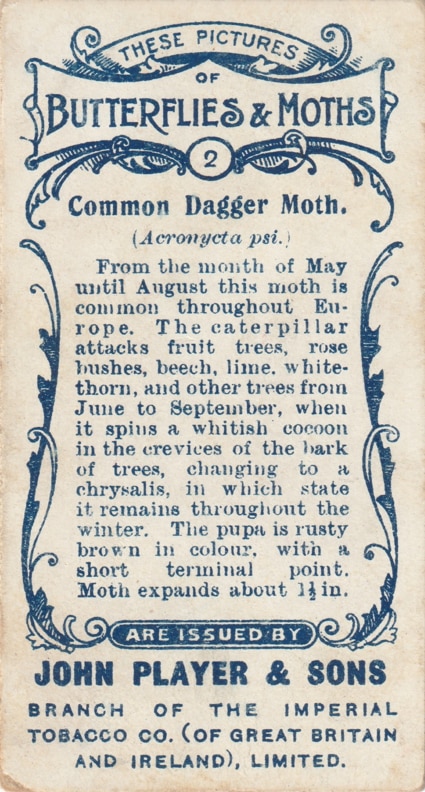 THESE PICTURES
OF
BUTTERFLIES & MOTHS
2
Common Dagger Moth.
(Acronycta psi.)
From the month of May
until August this moth is
common throughout Eu-
rope. The caterpillar
attacks fruit trees, rose
bushes, beech, lime, white-
thorn, and other trees from
June to September, when
it spins a whitish cocoon
in the crevices of the bark
of trees, changing to a
chrysalis, in which state
it remains throughout the
winter. The pupa is rusty
brown in colour, with a
short terminal point.
Moth expands about 1½ in.
ARE ISSUED BY
JOHN PLAYER & SONS
BRANCH OF THE IMPERIAL
TOBACCO CO. (OF GREAT BRITAIN
AND IRELAND), LIMITED.